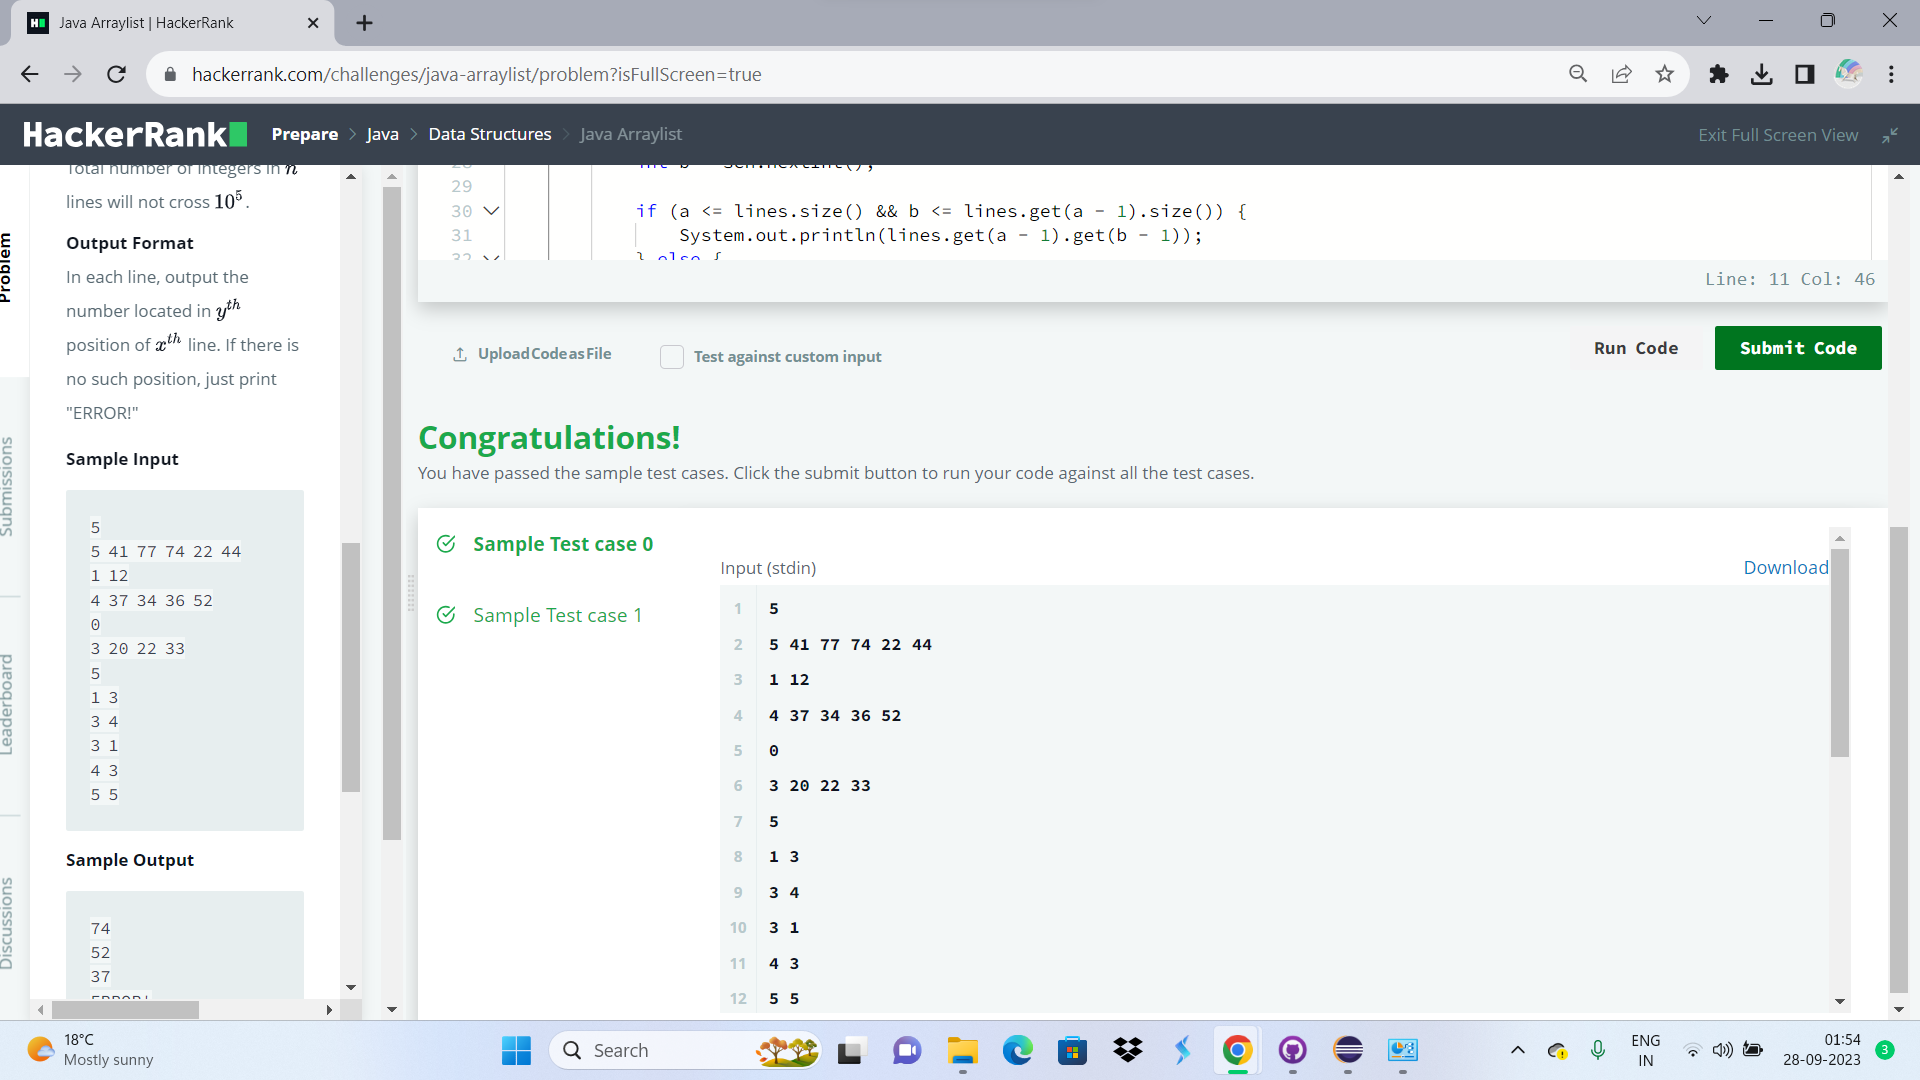 Java Arraylist | HackerRank
hackerrank.com/challenges/java-arraylist/problem?isFullScreen=true
HackerRank
Prepare > Java > Data Structures > Java Arraylist
Exit Full Screen View
Problem
Submissions
Leaderboard
Discussions
Total number of integers in n
lines will not cross 10^5.
Output Format
In each line, output the
number located in y^th
position of x^th line. If there is
no such position, just print
"ERROR!"
Sample Input
5
5 41 77 74 22 44
1 12
4 37 34 36 52
0
3 20 22 33
5
1 3
3 4
3 1
4 3
5 5
Sample Output
74
52
37
ERROR!
28 int b = scn.nextInt();
29
30 if (a <= lines.size() && b <= lines.get(a - 1).size()) {
31 System.out.println(lines.get(a - 1).get(b - 1));
32 } else {
Line: 11 Col: 46
Upload Code as File
Test against custom input
Run Code
Submit Code
Congratulations!
You have passed the sample test cases. Click the submit button to run your code against all the test cases.
Sample Test case 0
Sample Test case 1
Input (stdin)
Download
1 5
2 5 41 77 74 22 44
3 1 12
4 4 37 34 36 52
5 0
6 3 20 22 33
7 5
8 1 3
9 3 4
10 3 1
11 4 3
12 5 5
18°C
Mostly sunny
Search
ENG
IN
01:54
28-09-2023
3